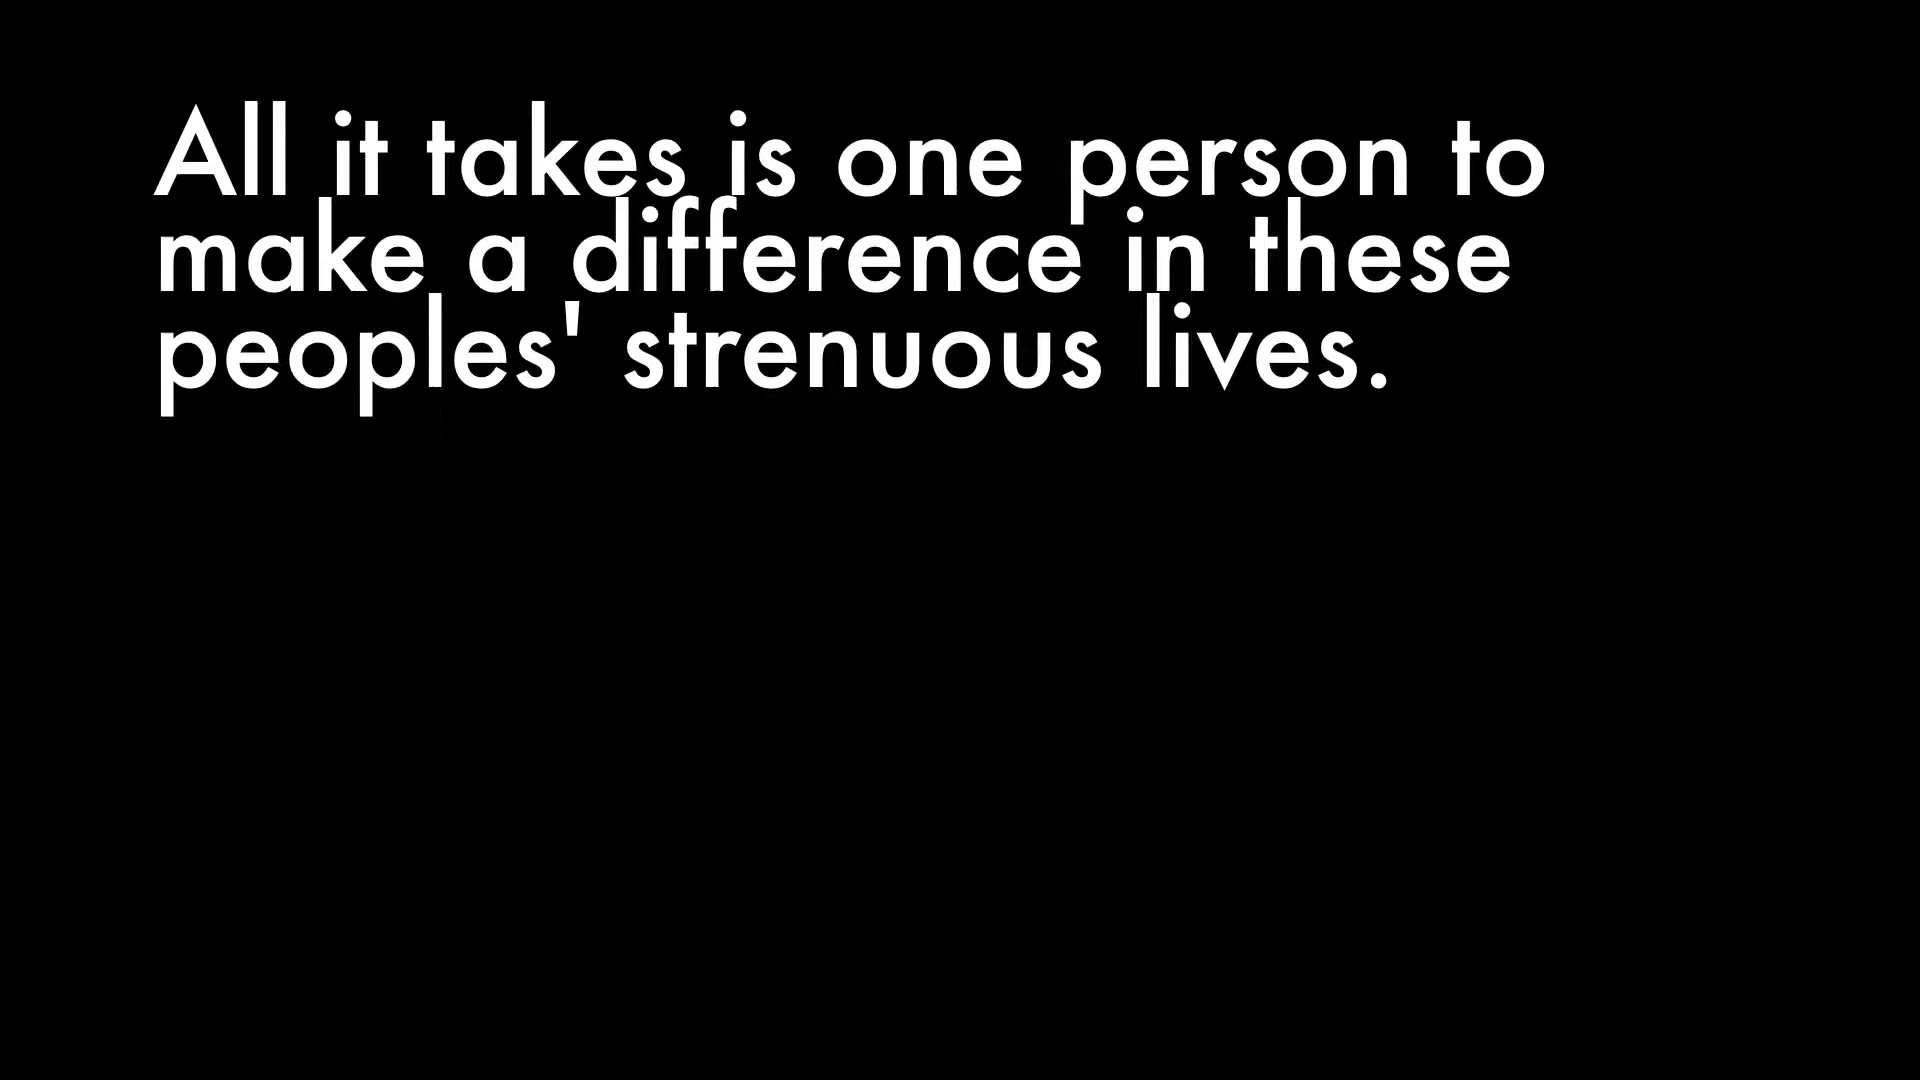 All it takes is one person to
make a difference in these
peoples' strenuous lives.